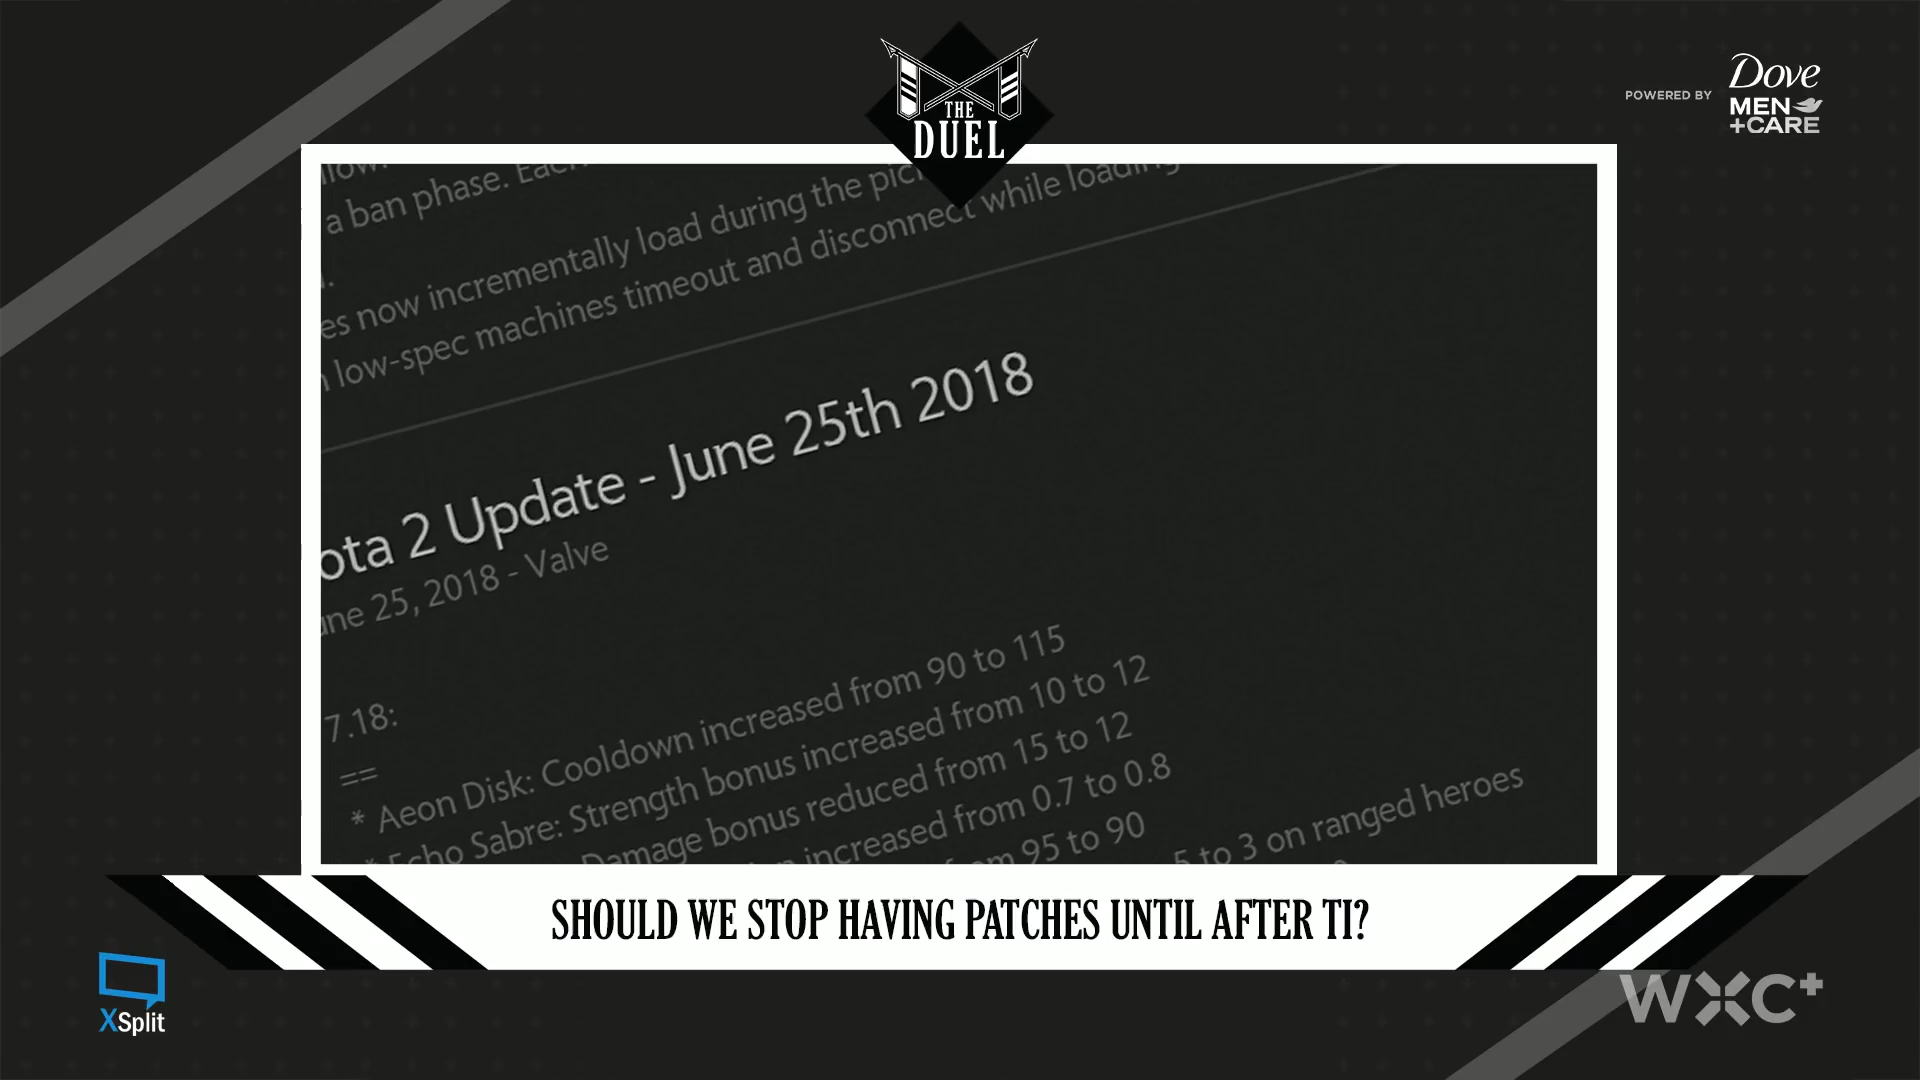 THE
DUEL
POWERED BY
Dove
MEN
+CARE
a ban phase.
es now incrementally load during the
low-spec machines timeout and disconnect while loading
ota 2 Update - June 25th 2018
une 25, 2018 - Valve
7.18:
==
* Aeon Disk: Cooldown increased from 90 to 115
* Echo Sabre: Strength bonus increased from 10 to 12
Damage bonus reduced from 15 to 12
increased from 0.7 to 0.8
from 95 to 90
5 to 3 on ranged heroes
SHOULD WE STOP HAVING PATCHES UNTIL AFTER TI?
XSplit
WXC+